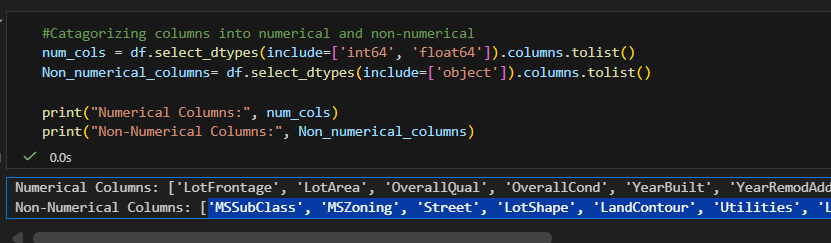 #Catagorizing columns into numerical and non-numerical
num_cols = df.select_dtypes(include=['int64', 'float64']).columns.tolist()
Non_numerical_columns= df.select_dtypes(include=['object']).columns.tolist()
print("Numerical Columns:", num_cols)
print("Non-Numerical Columns:", Non_numerical_columns)
0.0s
Numerical Columns: ['LotFrontage', 'LotArea', 'OverallQual', 'OverallCond', 'YearBuilt', 'YearRemodAdd
Non-Numerical Columns: ['MSSubClass', 'MSZoning', 'Street', 'LotShape', 'LandContour', 'Utilities', 'L